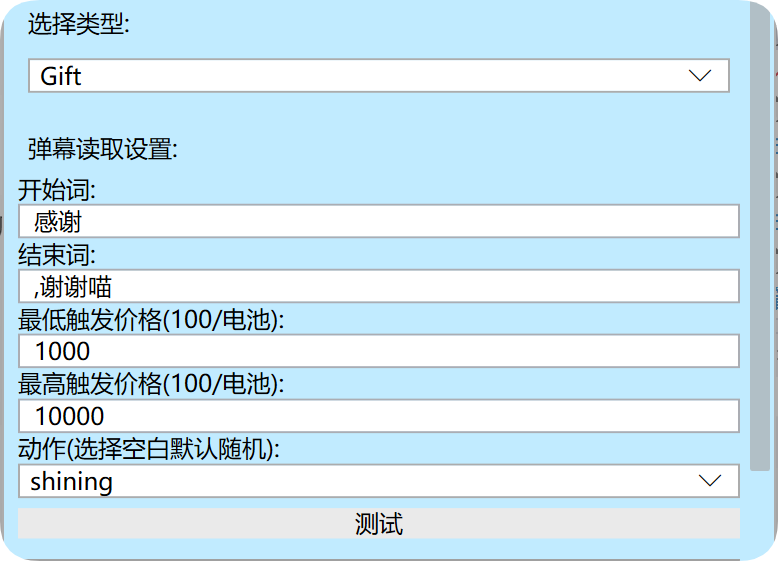 选择类型:
Gift
弹幕读取设置:
开始词:
感谢
结束词:
,谢谢喵
最低触发价格(100/电池):
1000
最高触发价格(100/电池):
10000
动作(选择空白默认随机):
shining
测试